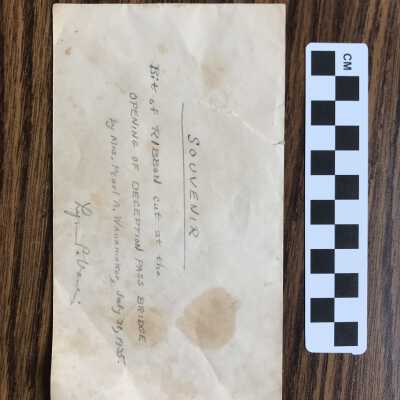 SOUVENIR
Bit of RIBBON cut at the
OPENING OF DECEPTION PASS BRIDGE
by Mrs. Pearl A. Wanamaker, July 31, 1935.
CM